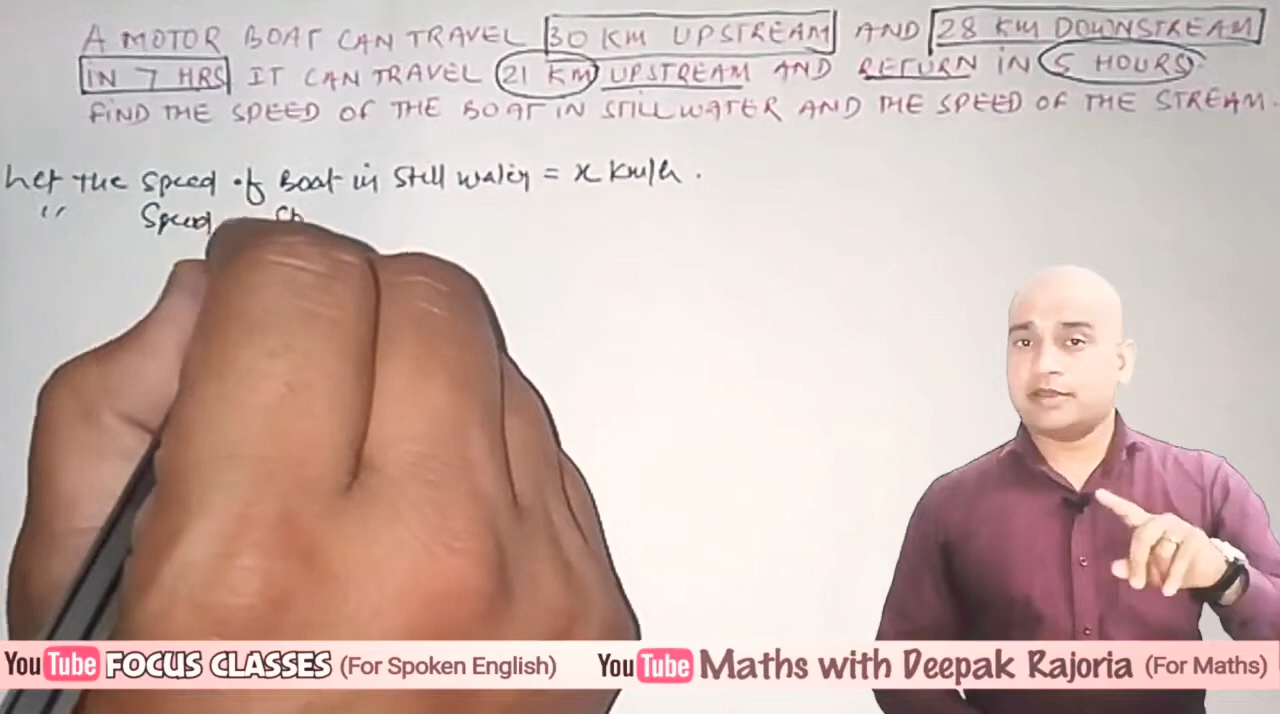 A MOTOR BOAT CAN TRAVEL 30 KM UPSTREAM AND 28 KM DOWNSTREAM
IN 7 HRS IT CAN TRAVEL 21 KM UPSTREAM AND RETURN IN 5 HOURS
FIND THE SPEED OF THE BOAT IN STILL WATER AND THE SPEED OF THE STREAM.
Let the speed of Boat in still water = x Km/h.
" Speed
YouTube FOCUS CLASSES (For Spoken English) YouTube Maths with Deepak Rajoria (For Maths)